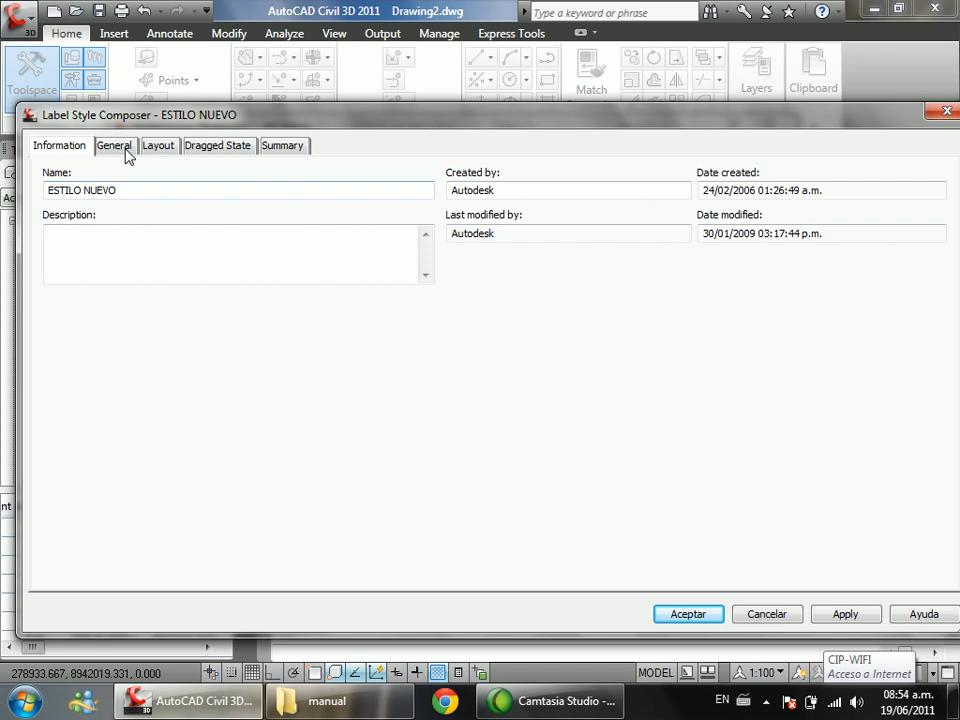 AutoCAD Civil 3D 2011 Drawing2.dwg
Type a keyword or phrase
3D
Home Insert Annotate Modify View Analyze Output Manage Express Tools
Toolspace
Points
Match
Layers
Clipboard
Label Style Composer - ESTILO NUEVO
Information General Layout Dragged State Summary
Name:
ESTILO NUEVO
Created by:
Autodesk
Date created:
24/02/2006 01:26:49 a.m.
Description:
Last modified by:
Autodesk
Date modified:
30/01/2009 03:17:44 p.m.
Aceptar Cancelar Apply Ayuda
278933.667, 8942019.331, 0.000
MODEL
1:100
CIP-WIFI
Acceso a Internet
AutoCAD Civil 3D...
manual
Camtasia Studio -...
EN
08:54 a.m.
19/06/2011